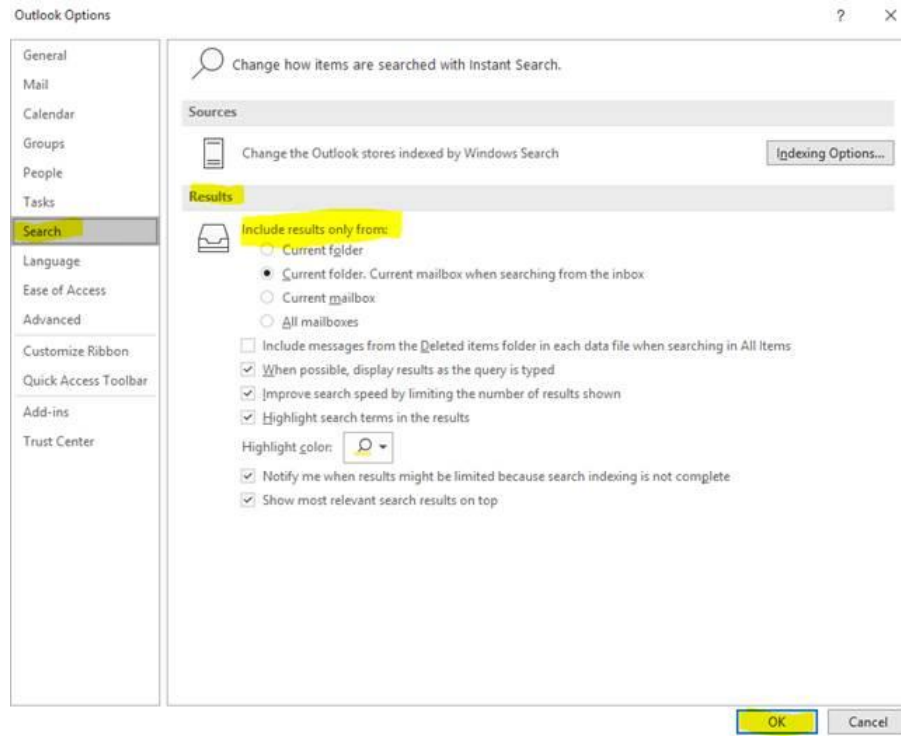 Outlook Options
?
General
Mail
Calendar
Groups
People
Tasks
Search
Language
Ease of Access
Advanced
Customize Ribbon
Quick Access Toolbar
Add-ins
Trust Center
Change how items are searched with Instant Search.
Sources
Change the Outlook stores indexed by Windows Search
Indexing Options...
Results
Include results only from:
Current folder
Current folder. Current mailbox when searching from the inbox
Current mailbox
All mailboxes
Include messages from the Deleted items folder in each data file when searching in All Items
When possible, display results as the query is typed
Improve search speed by limiting the number of results shown
Highlight search terms in the results
Highlight color:
Notify me when results might be limited because search indexing is not complete
Show most relevant search results on top
OK
Cancel